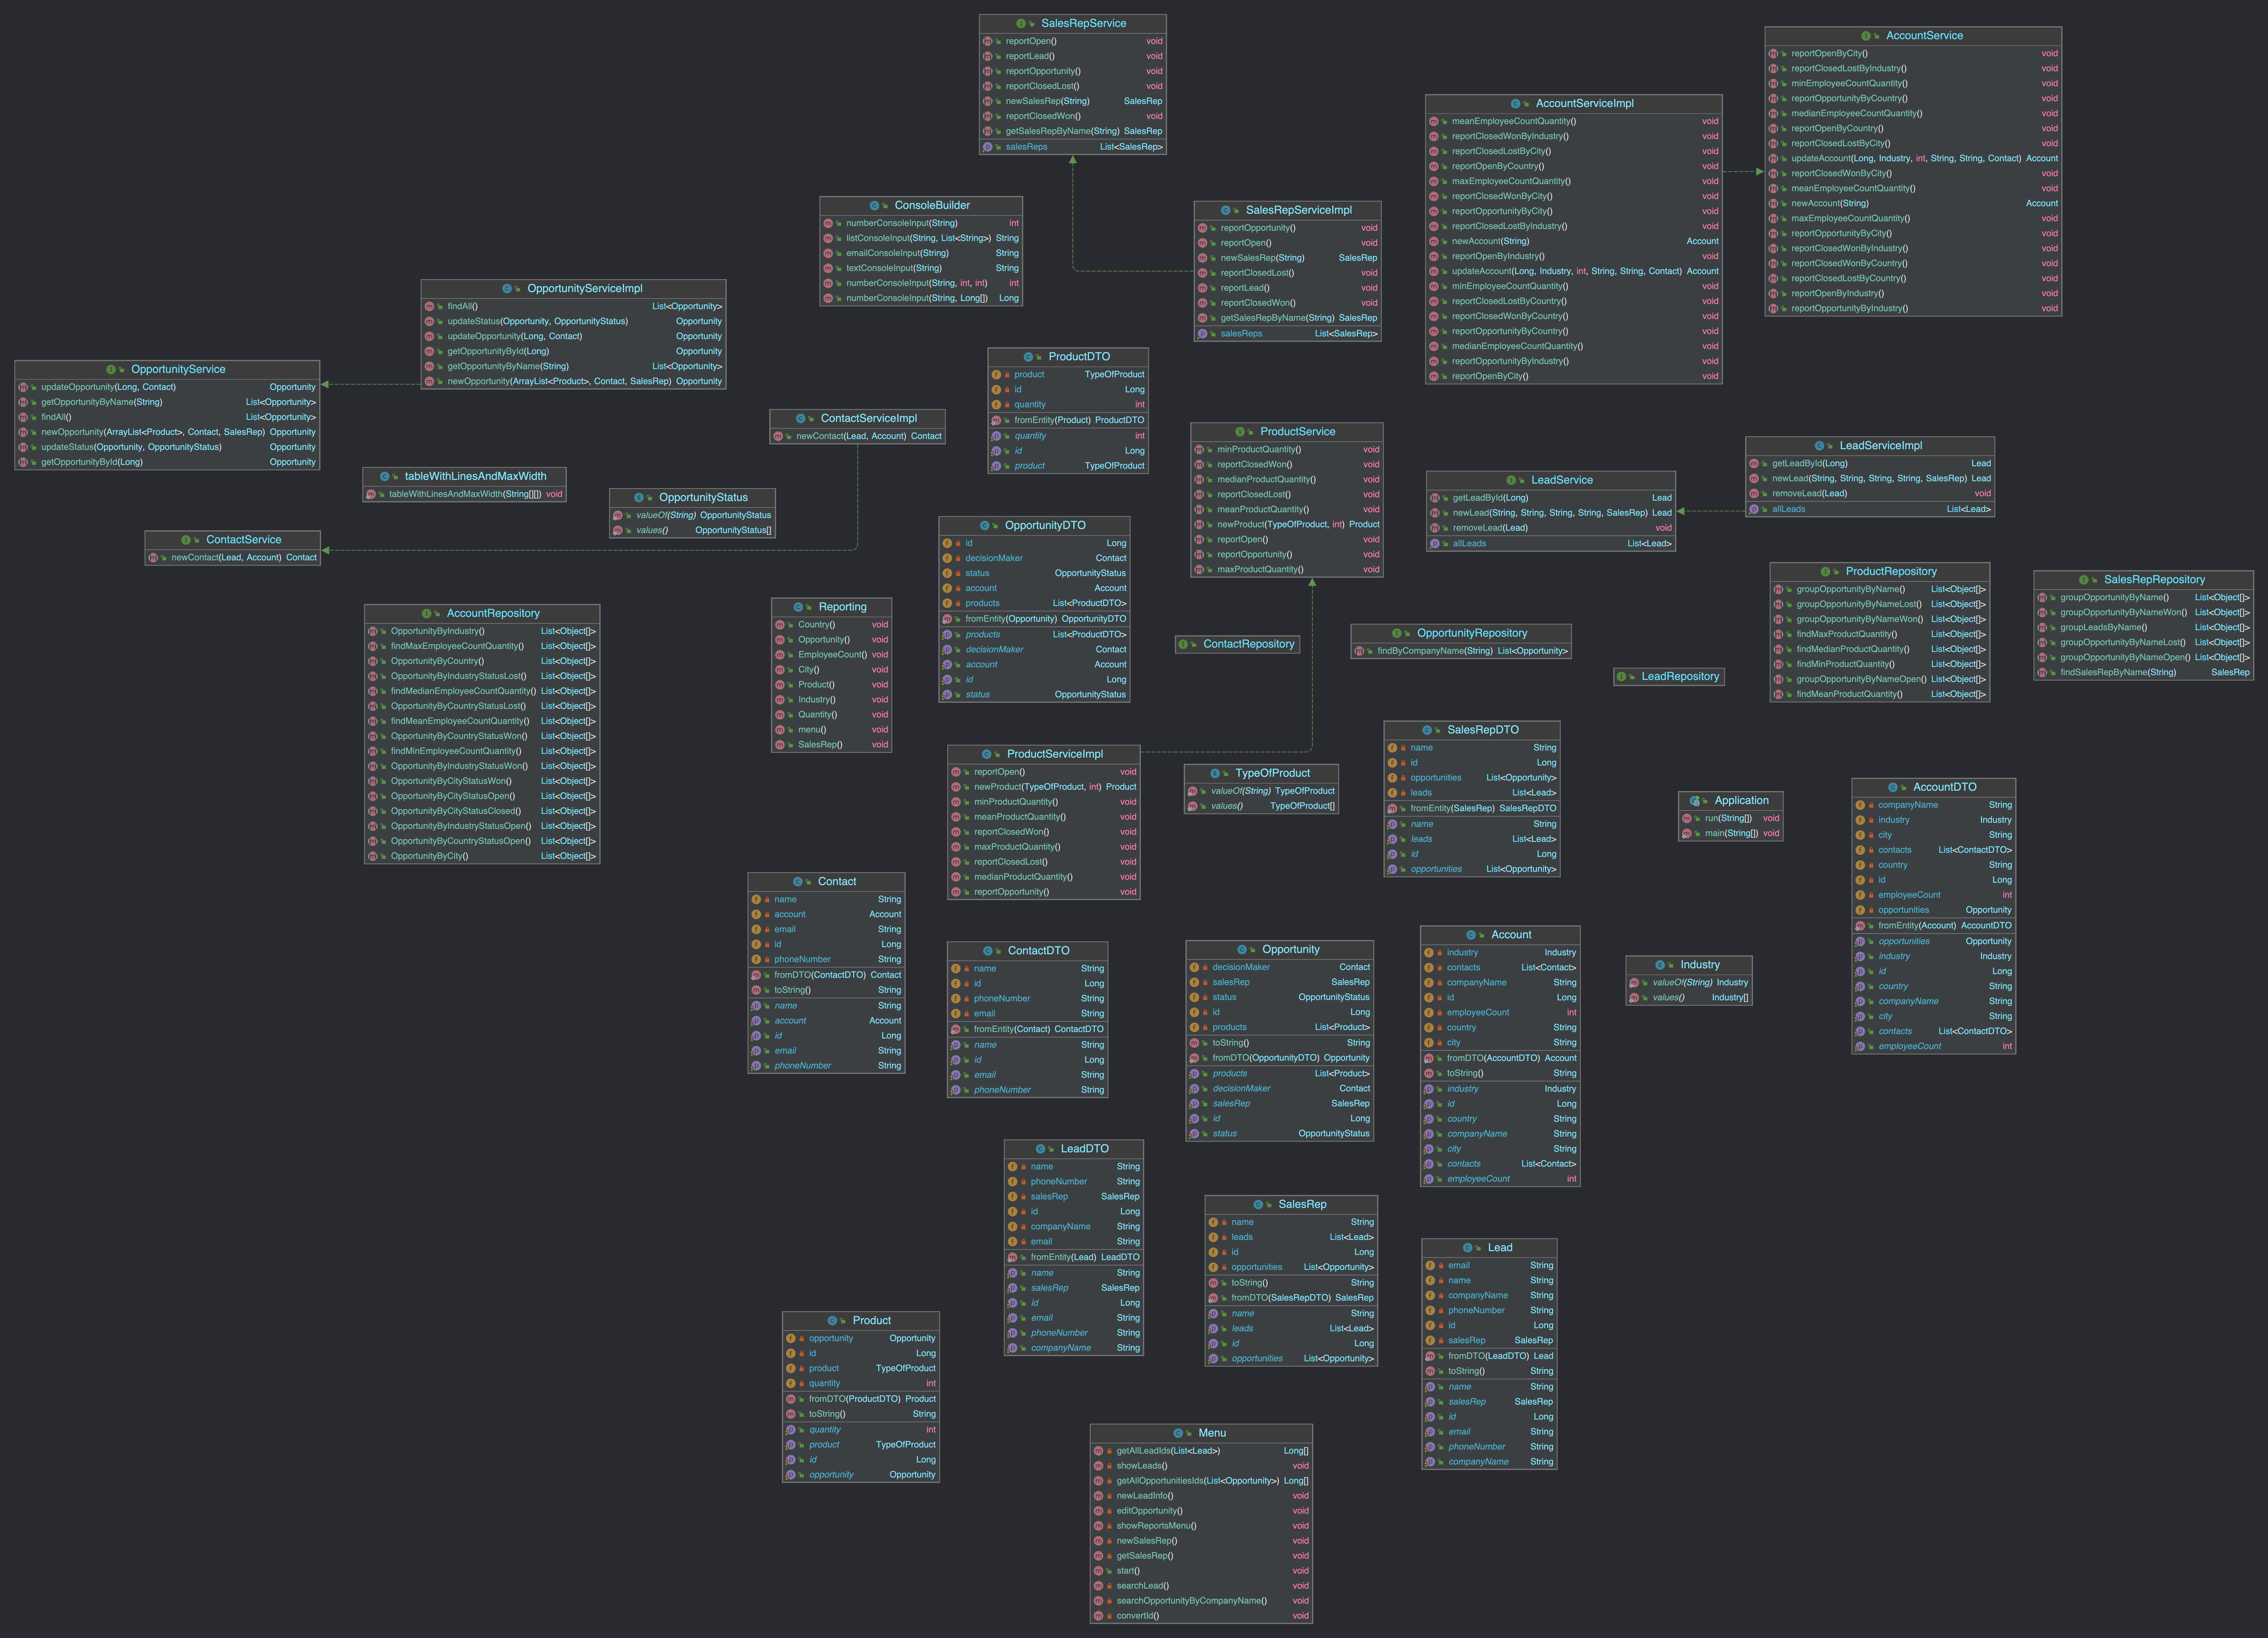 SalesRepService
reportOpen() void
reportLead() void
reportOpportunity() void
reportClosedLost() void
newSalesRep(String) SalesRep
reportClosedWon() void
getSalesRepByName(String) SalesRep
salesReps List<SalesRep>
AccountService
reportOpenByCity() void
reportClosedLostByIndustry() void
minEmployeeCountQuantity() void
reportOpportunityByCountry() void
medianEmployeeCountQuantity() void
reportOpenByCountry() void
reportClosedLostByCity() void
updateAccount(Long, Industry, int, String, String, Contact) Account
reportClosedWonByCity() void
meanEmployeeCountQuantity() void
newAccount(String) Account
maxEmployeeCountQuantity() void
reportOpportunityByCity() void
reportClosedWonByIndustry() void
reportClosedWonByCountry() void
reportClosedLostByCountry() void
reportOpenByIndustry() void
reportOpportunityByIndustry() void
AccountServiceImpl
meanEmployeeCountQuantity() void
reportClosedWonByIndustry() void
reportClosedLostByCity() void
reportOpenByCountry() void
maxEmployeeCountQuantity() void
reportClosedWonByCity() void
reportOpportunityByCity() void
reportClosedLostByIndustry() void
newAccount(String) Account
reportOpenByIndustry() void
updateAccount(Long, Industry, int, String, String, Contact) Account
minEmployeeCountQuantity() void
reportClosedLostByCountry() void
reportClosedWonByCountry() void
reportOpportunityByCountry() void
medianEmployeeCountQuantity() void
reportOpportunityByIndustry() void
reportOpenByCity() void
ConsoleBuilder
numberConsoleInput(String) int
listConsoleInput(String, List<String>) String
emailConsoleInput(String) String
textConsoleInput(String) String
numberConsoleInput(String, int, int) int
numberConsoleInput(String, Long[]) Long
SalesRepServiceImpl
reportOpportunity() void
reportOpen() void
newSalesRep(String) SalesRep
reportClosedLost() void
reportLead() void
reportClosedWon() void
getSalesRepByName(String) SalesRep
salesReps List<SalesRep>
OpportunityServiceImpl
findAll() List<Opportunity>
updateStatus(Opportunity, OpportunityStatus) Opportunity
updateOpportunity(Long, Contact) Opportunity
getOpportunityById(Long) Opportunity
getOpportunityByName(String) List<Opportunity>
newOpportunity(ArrayList<Product>, Contact, SalesRep) Opportunity
OpportunityService
updateOpportunity(Long, Contact) Opportunity
getOpportunityByName(String) List<Opportunity>
findAll() List<Opportunity>
newOpportunity(ArrayList<Product>, Contact, SalesRep) Opportunity
updateStatus(Opportunity, OpportunityStatus) Opportunity
getOpportunityById(Long) Opportunity
ProductDTO
product TypeOfProduct
id Long
quantity int
fromEntity(Product) ProductDTO
quantity int
id Long
product TypeOfProduct
ContactServiceImpl
newContact(Lead, Account) Contact
ProductService
minProductQuantity() void
reportClosedWon() void
medianProductQuantity() void
reportClosedLost() void
meanProductQuantity() void
newProduct(TypeOfProduct, int) Product
reportOpen() void
reportOpportunity() void
maxProductQuantity() void
LeadServiceImpl
getLeadById(Long) Lead
newLead(String, String, String, String, SalesRep) Lead
removeLead(Lead) void
allLeads List<Lead>
LeadService
getLeadById(Long) Lead
newLead(String, String, String, String, SalesRep) Lead
removeLead(Lead) void
allLeads List<Lead>
tableWithLinesAndMaxWidth
tableWithLinesAndMaxWidth(String[][]) void
OpportunityStatus
valueOf(String) OpportunityStatus
values() OpportunityStatus[]
ContactService
newContact(Lead, Account) Contact
OpportunityDTO
id Long
decisionMaker Contact
status OpportunityStatus
account Account
products List<ProductDTO>
fromEntity(Opportunity) OpportunityDTO
products List<ProductDTO>
decisionMaker Contact
account Account
id Long
status OpportunityStatus
ProductRepository
groupOpportunityByName() List<Object[]>
groupOpportunityByNameLost() List<Object[]>
groupOpportunityByNameWon() List<Object[]>
findMaxProductQuantity() List<Object[]>
findMedianProductQuantity() List<Object[]>
findMinProductQuantity() List<Object[]>
groupOpportunityByNameOpen() List<Object[]>
findMeanProductQuantity() List<Object[]>
SalesRepRepository
groupOpportunityByName() List<Object[]>
groupOpportunityByNameWon() List<Object[]>
groupLeadsByName() List<Object[]>
groupOpportunityByNameLost() List<Object[]>
groupOpportunityByNameOpen() List<Object[]>
findSalesRepByName(String) SalesRep
AccountRepository
OpportunityByIndustry() List<Object[]>
findMaxEmployeeCountQuantity() List<Object[]>
OpportunityByCountry() List<Object[]>
OpportunityByIndustryStatusLost() List<Object[]>
findMedianEmployeeCountQuantity() List<Object[]>
OpportunityByCountryStatusLost() List<Object[]>
findMeanEmployeeCountQuantity() List<Object[]>
OpportunityByCountryStatusWon() List<Object[]>
findMinEmployeeCountQuantity() List<Object[]>
OpportunityByIndustryStatusWon() List<Object[]>
OpportunityByCityStatusWon() List<Object[]>
OpportunityByCityStatusOpen() List<Object[]>
OpportunityByCityStatusClosed() List<Object[]>
OpportunityByIndustryStatusOpen() List<Object[]>
OpportunityByCountryStatusOpen() List<Object[]>
OpportunityByCity() List<Object[]>
Reporting
Country() void
Opportunity() void
EmployeeCount() void
City() void
Product() void
Industry() void
Quantity() void
menu() void
SalesRep() void
ContactRepository
OpportunityRepository
findByCompanyName(String) List<Opportunity>
LeadRepository
SalesRepDTO
name String
id Long
opportunities List<Opportunity>
leads List<Lead>
fromEntity(SalesRep) SalesRepDTO
name String
leads List<Lead>
id Long
opportunities List<Opportunity>
ProductServiceImpl
reportOpen() void
newProduct(TypeOfProduct, int) Product
minProductQuantity() void
meanProductQuantity() void
reportClosedWon() void
maxProductQuantity() void
reportClosedLost() void
medianProductQuantity() void
reportOpportunity() void
TypeOfProduct
valueOf(String) TypeOfProduct
values() TypeOfProduct[]
Application
run(String[]) void
main(String[]) void
AccountDTO
companyName String
industry Industry
city String
contacts List<ContactDTO>
country String
id Long
employeeCount int
opportunities Opportunity
fromEntity(Account) AccountDTO
opportunities Opportunity
industry Industry
id Long
country String
companyName String
city String
contacts List<ContactDTO>
employeeCount int
Contact
name String
account Account
email String
id Long
phoneNumber String
fromDTO(ContactDTO) Contact
toString() String
name String
account Account
id Long
email String
phoneNumber String
ContactDTO
name String
id Long
phoneNumber String
email String
fromEntity(Contact) ContactDTO
name String
id Long
email String
phoneNumber String
Opportunity
decisionMaker Contact
salesRep SalesRep
status OpportunityStatus
id Long
products List<Product>
toString() String
fromDTO(OpportunityDTO) Opportunity
products List<Product>
decisionMaker Contact
salesRep SalesRep
id Long
status OpportunityStatus
Account
industry Industry
contacts List<Contact>
companyName String
id Long
employeeCount int
country String
city String
fromDTO(AccountDTO) Account
toString() String
industry Industry
id Long
country String
companyName String
city String
contacts List<Contact>
employeeCount int
Industry
valueOf(String) Industry
values() Industry[]
LeadDTO
name String
phoneNumber String
salesRep SalesRep
id Long
companyName String
email String
fromEntity(Lead) LeadDTO
name String
salesRep SalesRep
id Long
email String
phoneNumber String
companyName String
SalesRep
name String
leads List<Lead>
id Long
opportunities List<Opportunity>
toString() String
fromDTO(SalesRepDTO) SalesRep
name String
leads List<Lead>
id Long
opportunities List<Opportunity>
Lead
email String
name String
companyName String
phoneNumber String
id Long
salesRep SalesRep
fromDTO(LeadDTO) Lead
toString() String
name String
salesRep SalesRep
id Long
email String
phoneNumber String
companyName String
Product
opportunity Opportunity
id Long
product TypeOfProduct
quantity int
fromDTO(ProductDTO) Product
toString() String
quantity int
product TypeOfProduct
id Long
opportunity Opportunity
Menu
getAllLeadIds(List<Lead>) Long[]
showLeads() void
getAllOpportunitiesIds(List<Opportunity>) Long[]
newLeadInfo() void
editOpportunity() void
showReportsMenu() void
newSalesRep() void
getSalesRep() void
start() void
searchLead() void
searchOpportunityByCompanyName() void
convertId() void